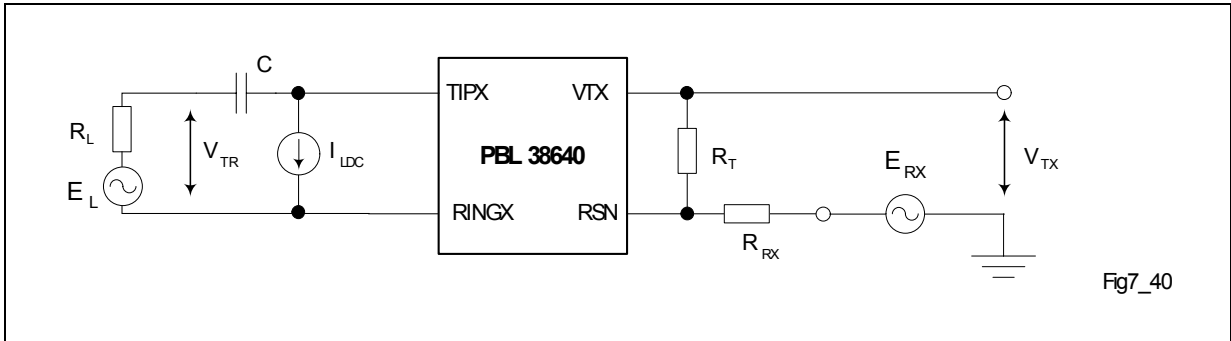 C
TIPX VTX
R_L
V_TR
I_LDC
PBL 38640
R_T
E_RX
V_TX
E_L
RINGX RSN
R_RX
Fig7_40